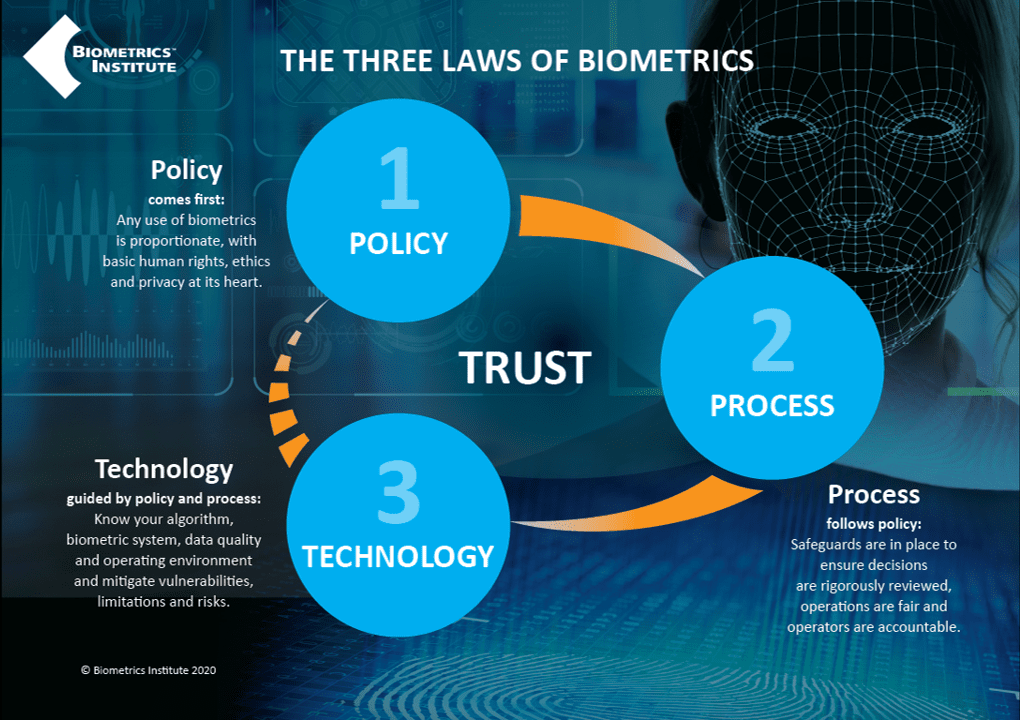 BIOMETRICS™
INSTITUTE
THE THREE LAWS OF BIOMETRICS
1
POLICY
Policy
comes first:
Any use of biometrics
is proportionate, with
basic human rights, ethics
and privacy at its heart.
TRUST
2
PROCESS
Process
follows policy:
Safeguards are in place to
ensure decisions
are rigorously reviewed,
operations are fair and
operators are accountable.
3
TECHNOLOGY
Technology
guided by policy and process:
Know your algorithm,
biometric system, data quality
and operating environment
and mitigate vulnerabilities,
limitations and risks.
© Biometrics Institute 2020